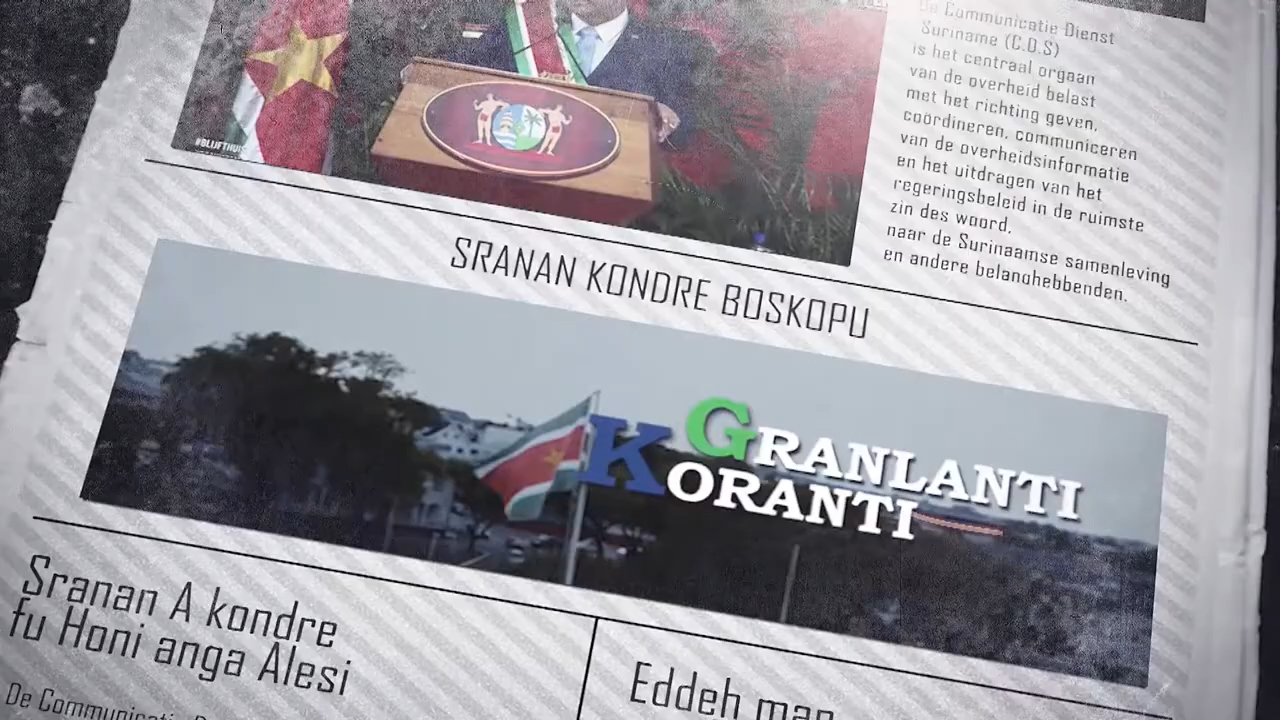 De Communicatie Dienst
Suriname (C.D.S)
is het centraal orgaan
van de overheid belast
met het richting geven,
coördineren, communiceren
van de overheidsinformatie
en het uitdragen van het
regeringsbeleid in de ruimste
zin des woord,
naar de Surinaamse samenleving
en andere belanghebbenden.
SRANAN KONDRE BOSKOPU
GRANLANTI
KORANTI
Sranan A kondre
fu Honi anga Alesi
De
Eddeh man